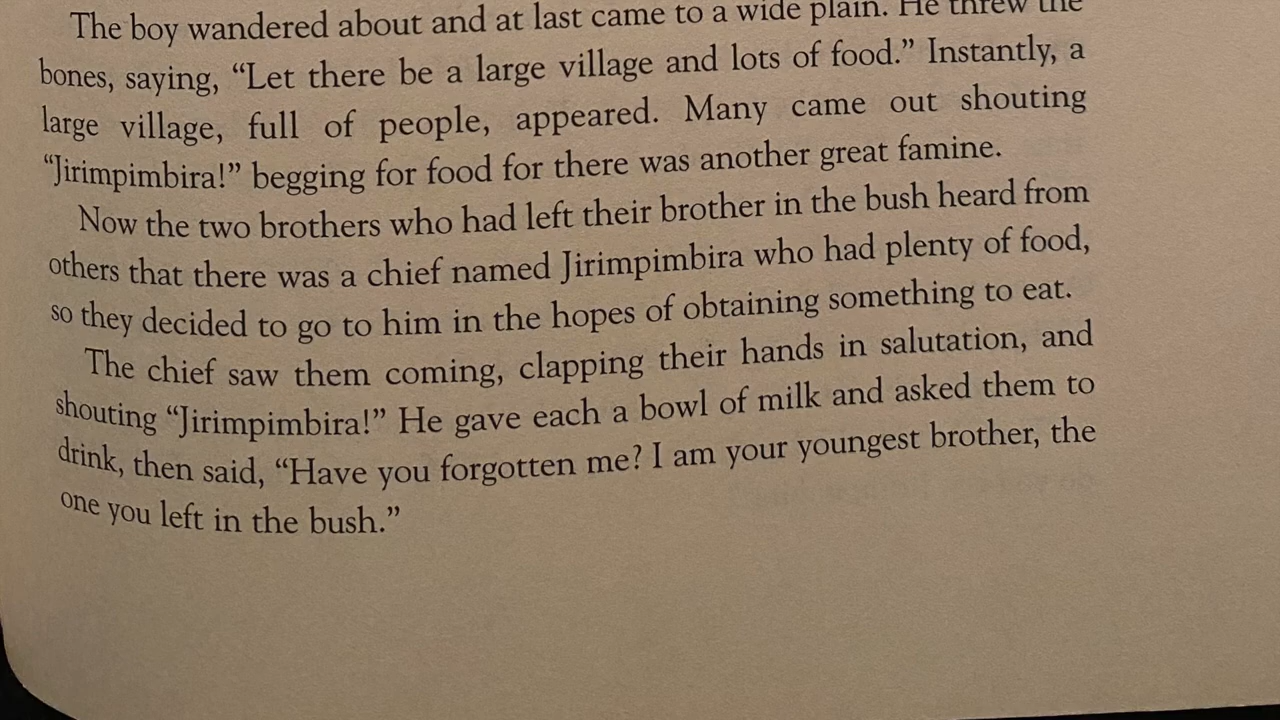 The boy wandered about and at last came to a wide plain. He threw the
bones, saying, “Let there be a large village and lots of food.” Instantly, a
large village, full of people, appeared. Many came out shouting
“Jirimpimbira!” begging for food for there was another great famine.
Now the two brothers who had left their brother in the bush heard from
others that there was a chief named Jirimpimbira who had plenty of food,
so they decided to go to him in the hopes of obtaining something to eat.
The chief saw them coming, clapping their hands in salutation, and
shouting “Jirimpimbira!” He gave each a bowl of milk and asked them to
drink, then said, “Have you forgotten me? I am your youngest brother, the
one you left in the bush.”